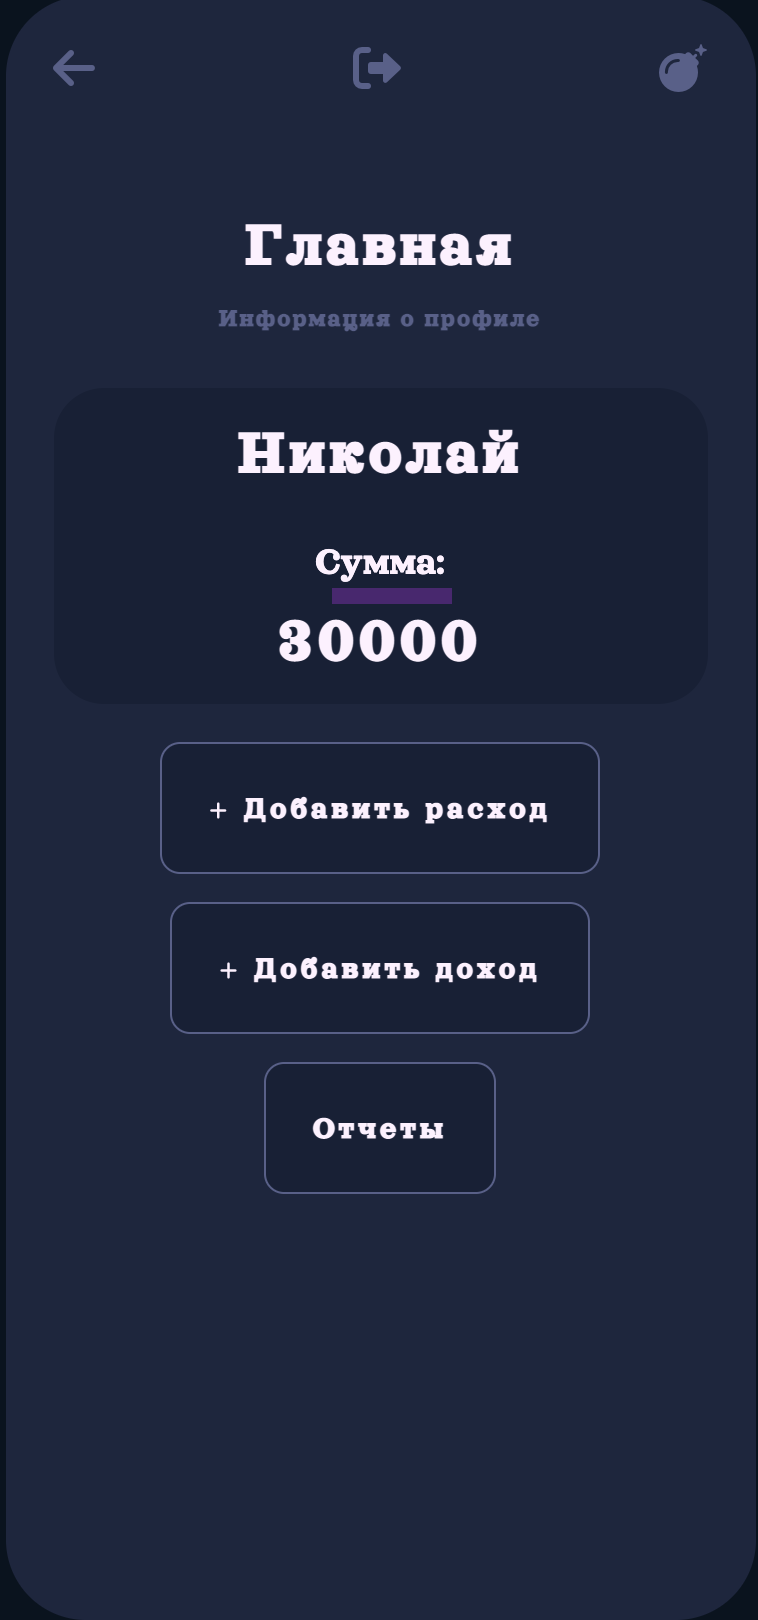 Главная
Информация о профиле
Николай
Сумма:
30000
+ Добавить расход
+ Добавить доход
Отчеты